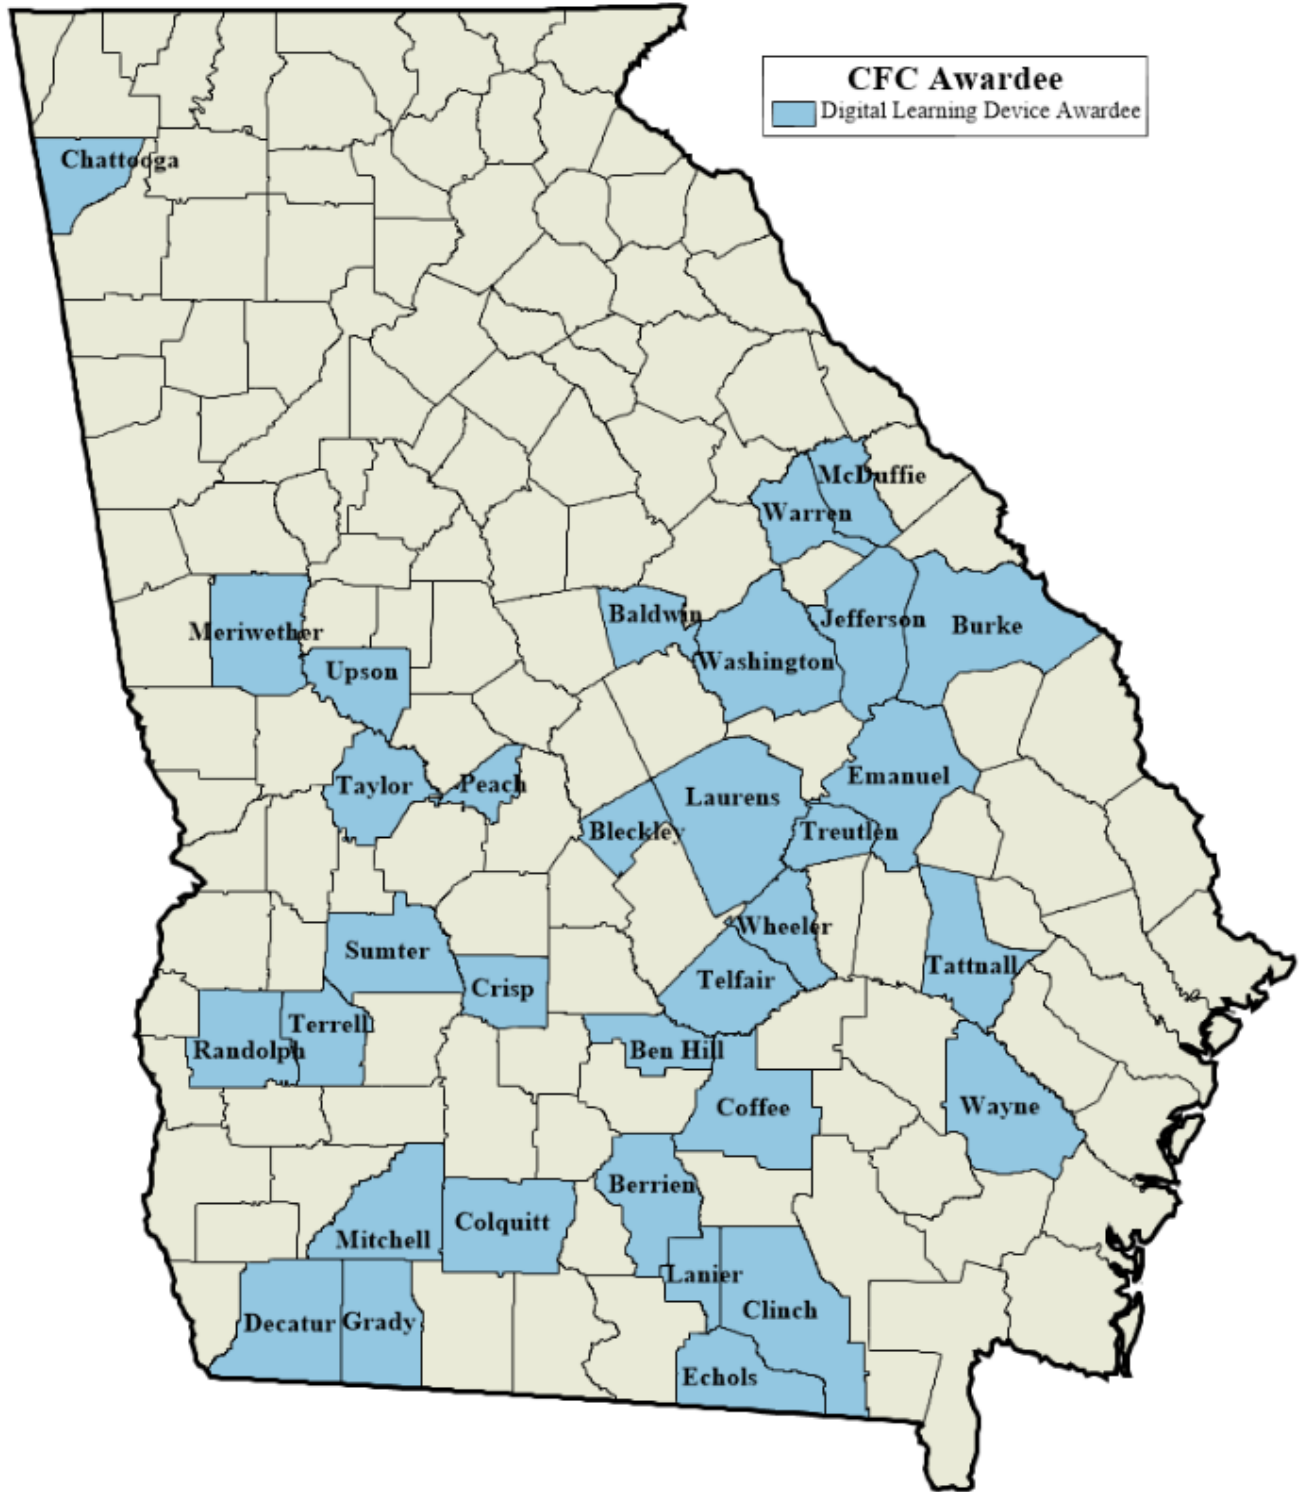 CFC Awardee
Digital Learning Device Awardee
Chattooga
McDuffie
Warren
Baldwin
Jefferson
Burke
Meriwether
Washington
Upson
Emanuel
Taylor
Peach
Laurens
Bleckley
Treutlen
Wheeler
Sumter
Tattnall
Telfair
Crisp
Terrell
Randolph
Ben Hill
Coffee
Wayne
Berrien
Colquitt
Mitchell
Lanier
Clinch
Decatur
Grady
Echols